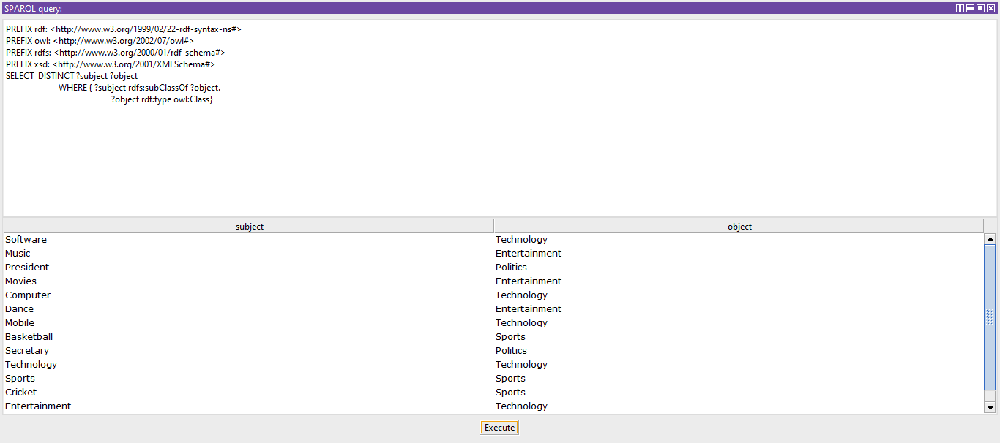 SPARQL query:
PREFIX rdf: <http://www.w3.org/1999/02/22-rdf-syntax-ns#>
PREFIX owl: <http://www.w3.org/2002/07/owl#>
PREFIX rdfs: <http://www.w3.org/2000/01/rdf-schema#>
PREFIX xsd: <http://www.w3.org/2001/XMLSchema#>
SELECT DISTINCT ?subject ?object
WHERE { ?subject rdfs:subClassOf ?object.
?object rdf:type owl:Class}
subject object
Software Technology
Music Entertainment
President Politics
Movies Entertainment
Computer Technology
Dance Entertainment
Mobile Technology
Basketball Sports
Secretary Politics
Technology Technology
Sports Sports
Cricket Sports
Entertainment Technology
Execute